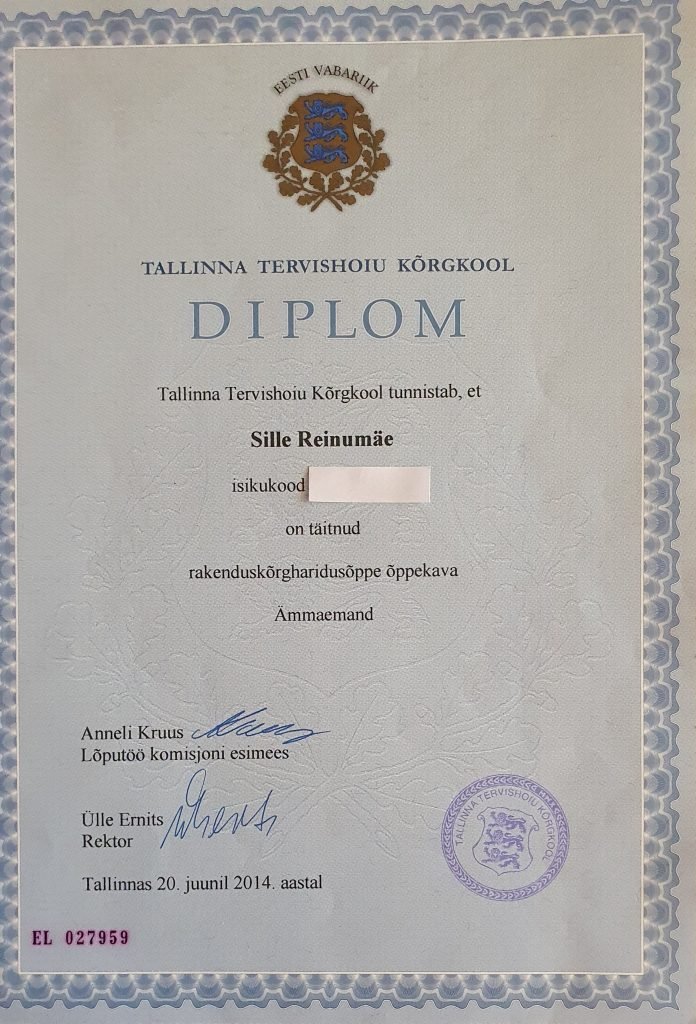 EESTI VABARIIK
TALLINNA TERVISHOIU KÕRGKOOL
DIPLOM
Tallinna Tervishoiu Kõrgkool tunnistab, et
Sille Reinumäe
isikukood
on täitnud
rakenduskõrgharidusõppe õppekava
Ämmaemand
Anneli Kruus
Lõputöö komisjoni esimees
Ülle Ernits
Rektor
TALLINNA TERVISHOIU KÕRGKOOL
Tallinnas 20. juunil 2014. aastal
EL 027959